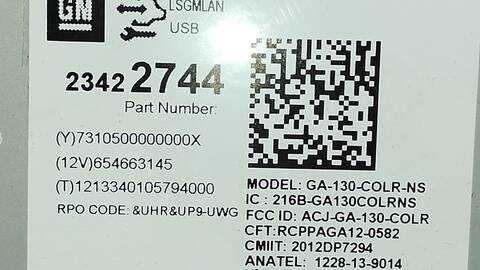 GM
LSGMLAN
USB
2342 2744
Part Number:
(Y)7310500000000X
(12V)654663145
(T)1213340105794000
RPO CODE: &UHR&UP9-UWG
MODEL: GA-130-COLR-NS
IC : 216B-GA130COLRNS
FCC ID: ACJ-GA-130-COLR
CFT:RCPPAGA12-0582
CMIIT: 2012DP7294
ANATEL: 1228-13-9014